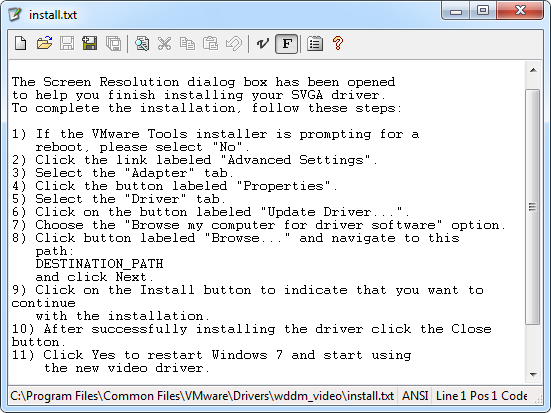 install.txt
The Screen Resolution dialog box has been opened
to help you finish installing your SVGA driver.
To complete the installation, follow these steps:
1) If the VMware Tools installer is prompting for a
reboot, please select "No".
2) Click the link labeled "Advanced Settings".
3) Select the "Adapter" tab.
4) Click the button labeled "Properties".
5) Select the "Driver" tab.
6) Click on the button labeled "Update Driver...".
7) Choose the "Browse my computer for driver software" option.
8) Click button labeled "Browse..." and navigate to this
path:
DESTINATION_PATH
and click Next.
9) Click on the Install button to indicate that you want to
continue
with the installation.
10) After successfully installing the driver click the Close
button.
11) Click Yes to restart Windows 7 and start using
the new video driver.
C:\Program Files\Common Files\VMware\Drivers\wddm_video\install.txt ANSI Line 1 Pos 1 Code